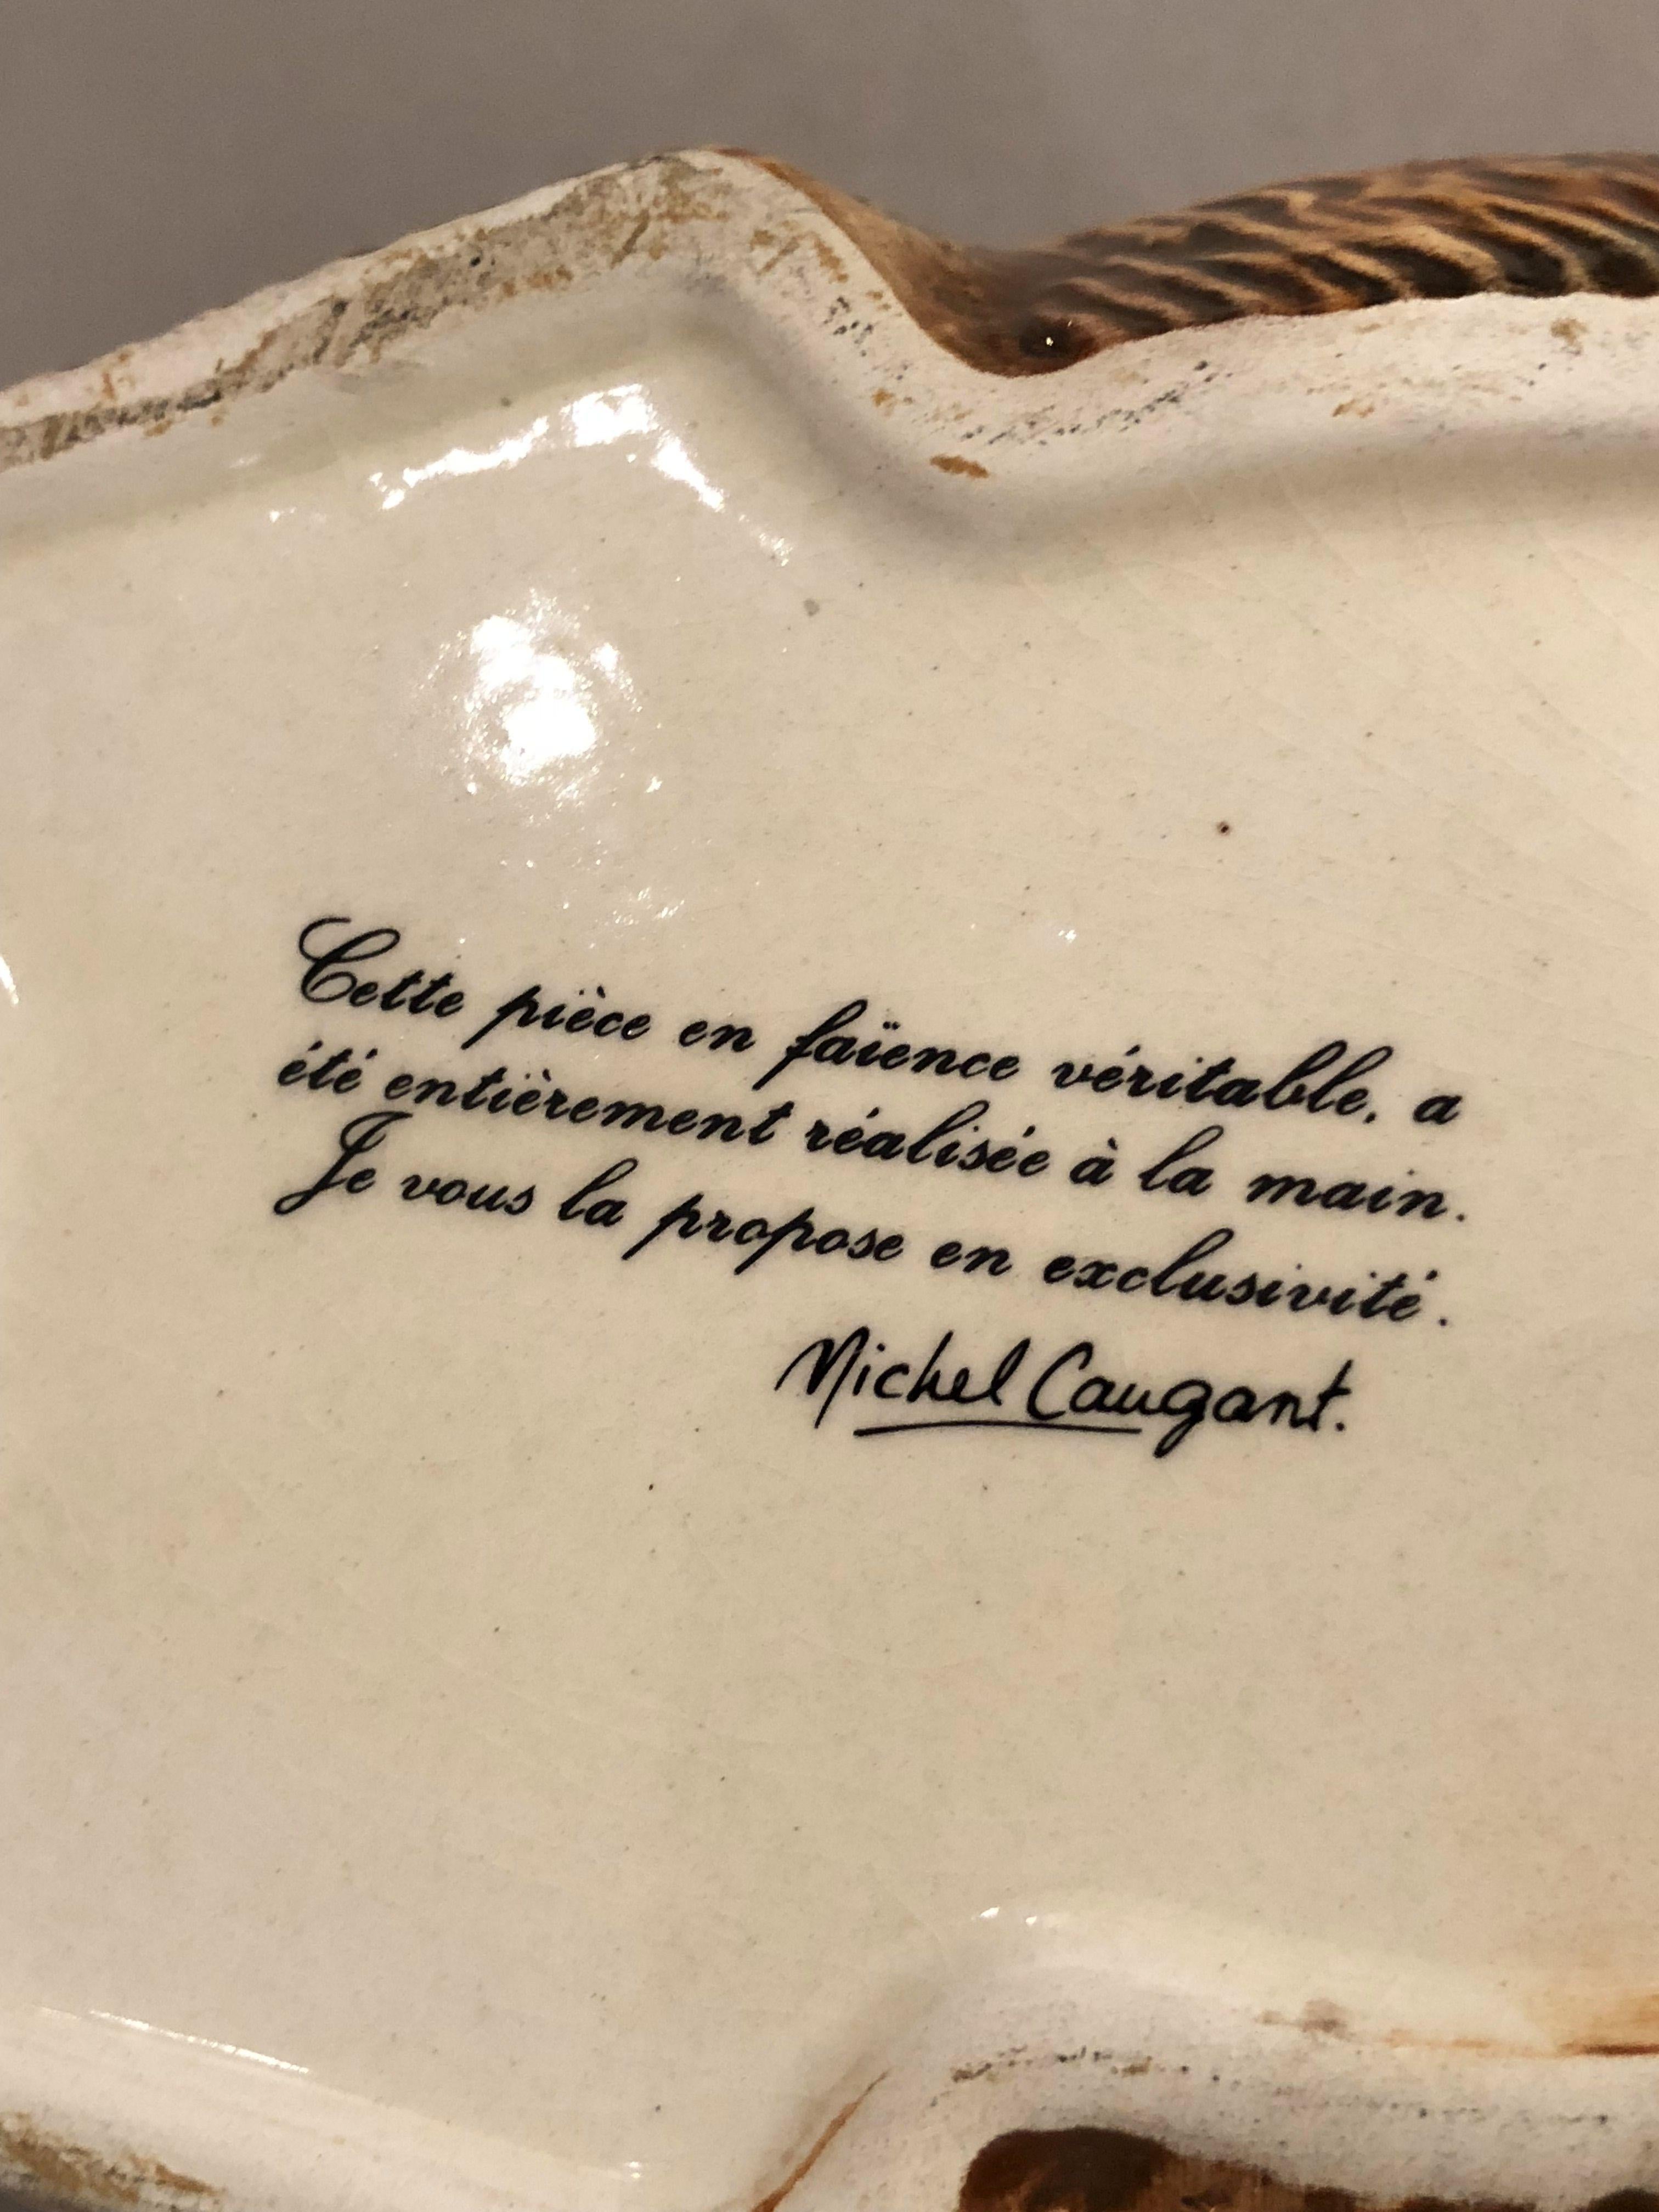 Cette pièce en faïence véritable, a
été entièrement réalisée à la main.
Je vous la propose en exclusivité.
Michel Caugant.